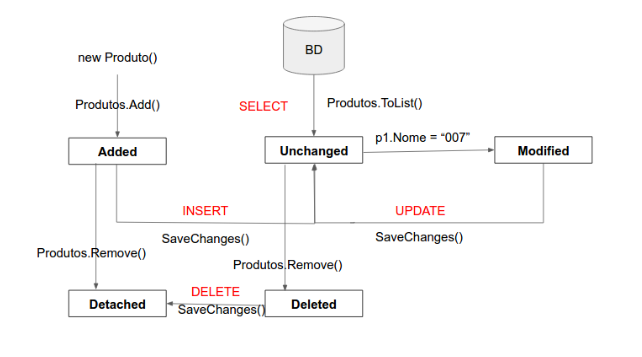 BD
new Produto()
Produtos.Add()
SELECT
Produtos.ToList()
p1.Nome = “007”
Added
Unchanged
Modified
INSERT
UPDATE
SaveChanges()
SaveChanges()
Produtos.Remove()
Produtos.Remove()
DELETE
SaveChanges()
Detached
Deleted